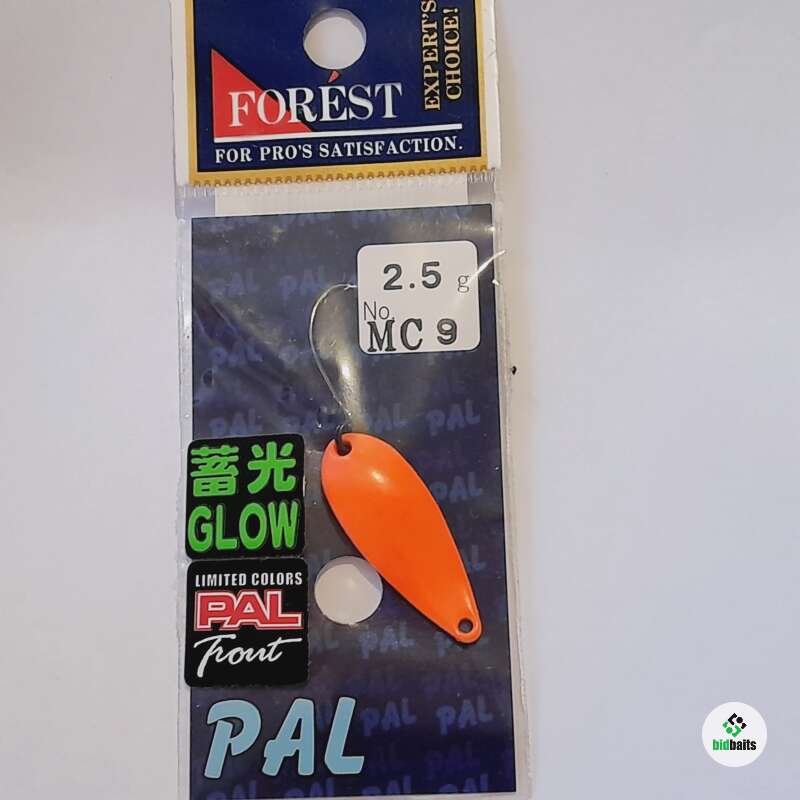 FORÉST
EXPERT'S
CHOICE!
FOR PRO'S SATISFACTION.
2.5 g
No.
MC 9
蓄光
GLOW
LIMITED COLORS
PAL
Trout
PAL
bidbaits